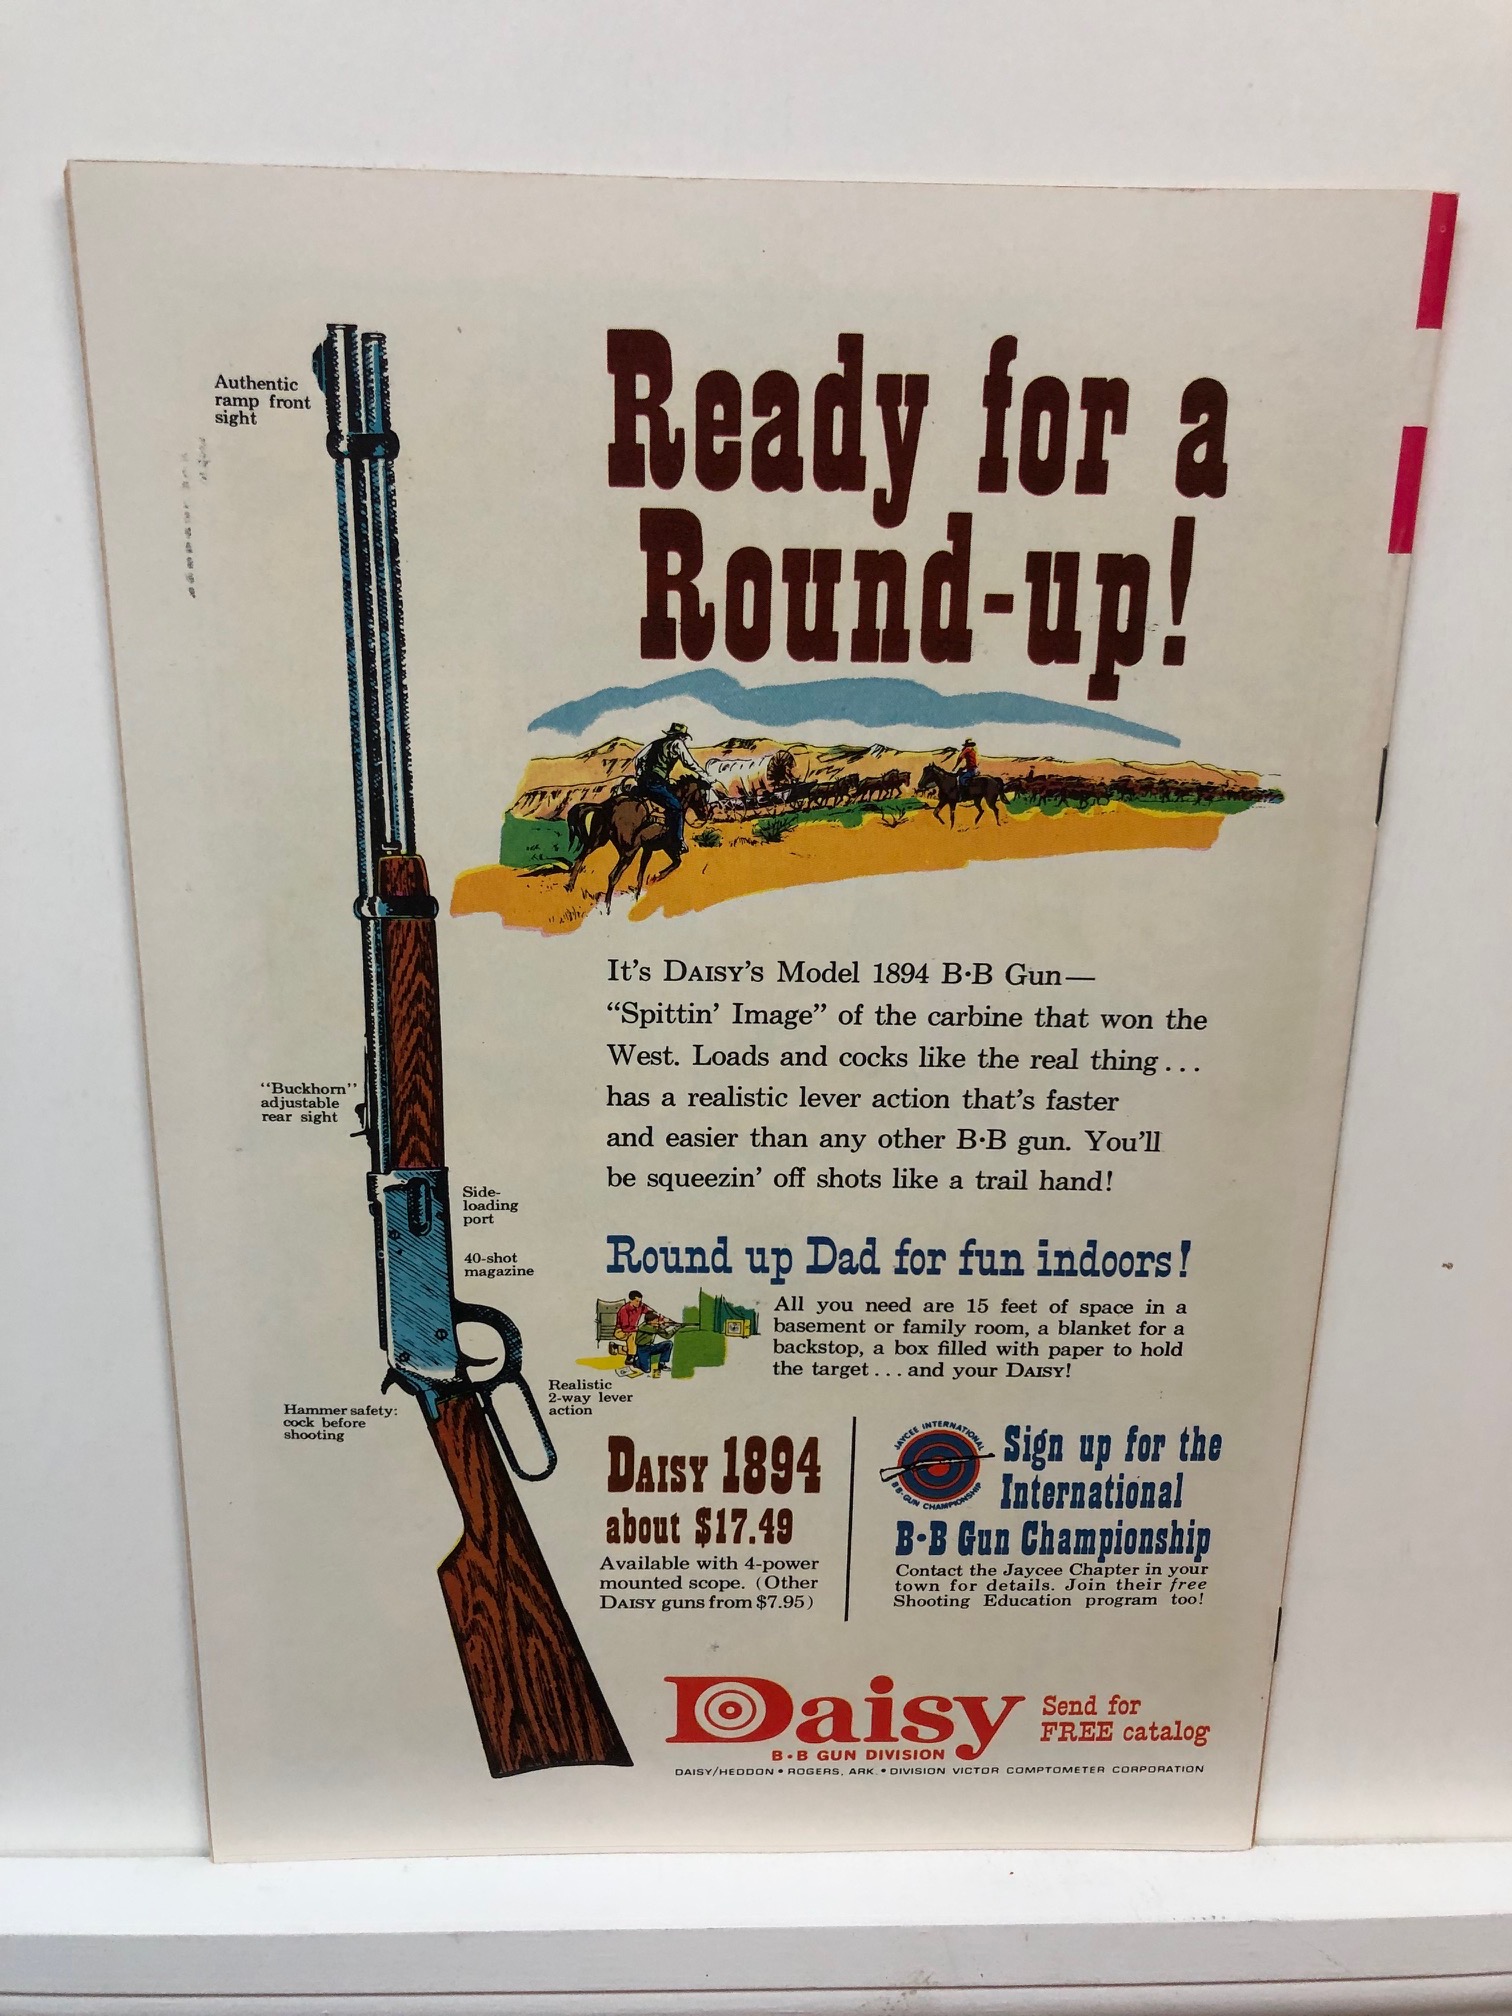 Ready for a
Round-up!
Authentic
ramp front
sight
"Buckhorn"
adjustable
rear sight
Side-
loading
port
40-shot
magazine
Realistic
2-way lever
action
Hammer safety:
cock before
shooting
It's DAISY'S Model 1894 B·B Gun—
"Spittin' Image" of the carbine that won the
West. Loads and cocks like the real thing...
has a realistic lever action that's faster
and easier than any other B·B gun. You'll
be squeezin' off shots like a trail hand!
Round up Dad for fun indoors!
All you need are 15 feet of space in a
basement or family room, a blanket for a
backstop, a box filled with paper to hold
the target... and your DAISY!
DAISY 1894
about $17.49
Available with 4-power
mounted scope. (Other
DAISY guns from $7.95)
JAYCEE INTERNATIONAL
BB-GUN CHAMPIONSHIP
Sign up for the
International
B·B Gun Championship
Contact the Jaycee Chapter in your
town for details. Join their free
Shooting Education program too!
Daisy
B·B GUN DIVISION
Send for
FREE catalog
DAISY/HEDDON • ROGERS, ARK. • DIVISION VICTOR COMPTOMETER CORPORATION